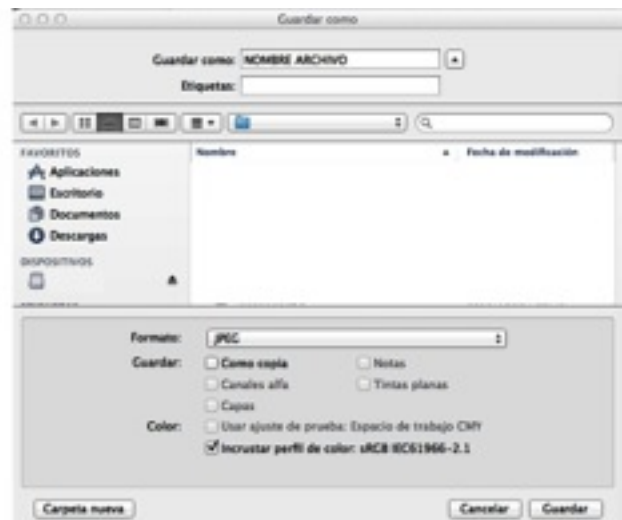 Guardar como
Guardar como: NOMBRE ARCHIVO
Etiquetas:
FAVORITOS
Nombre
Fecha de modificación
Aplicaciones
Escritorio
Documentos
Descargas
DISPOSITIVOS
Formato: JPEG
Guardar: Como copia
Notas
Canales alfa
Tintas planas
Capas
Color: Usar ajuste de prueba: Espacio de trabajo CMY
Incrustar perfil de color: sRGB IEC61966-2.1
Carpeta nueva
Cancelar
Guardar